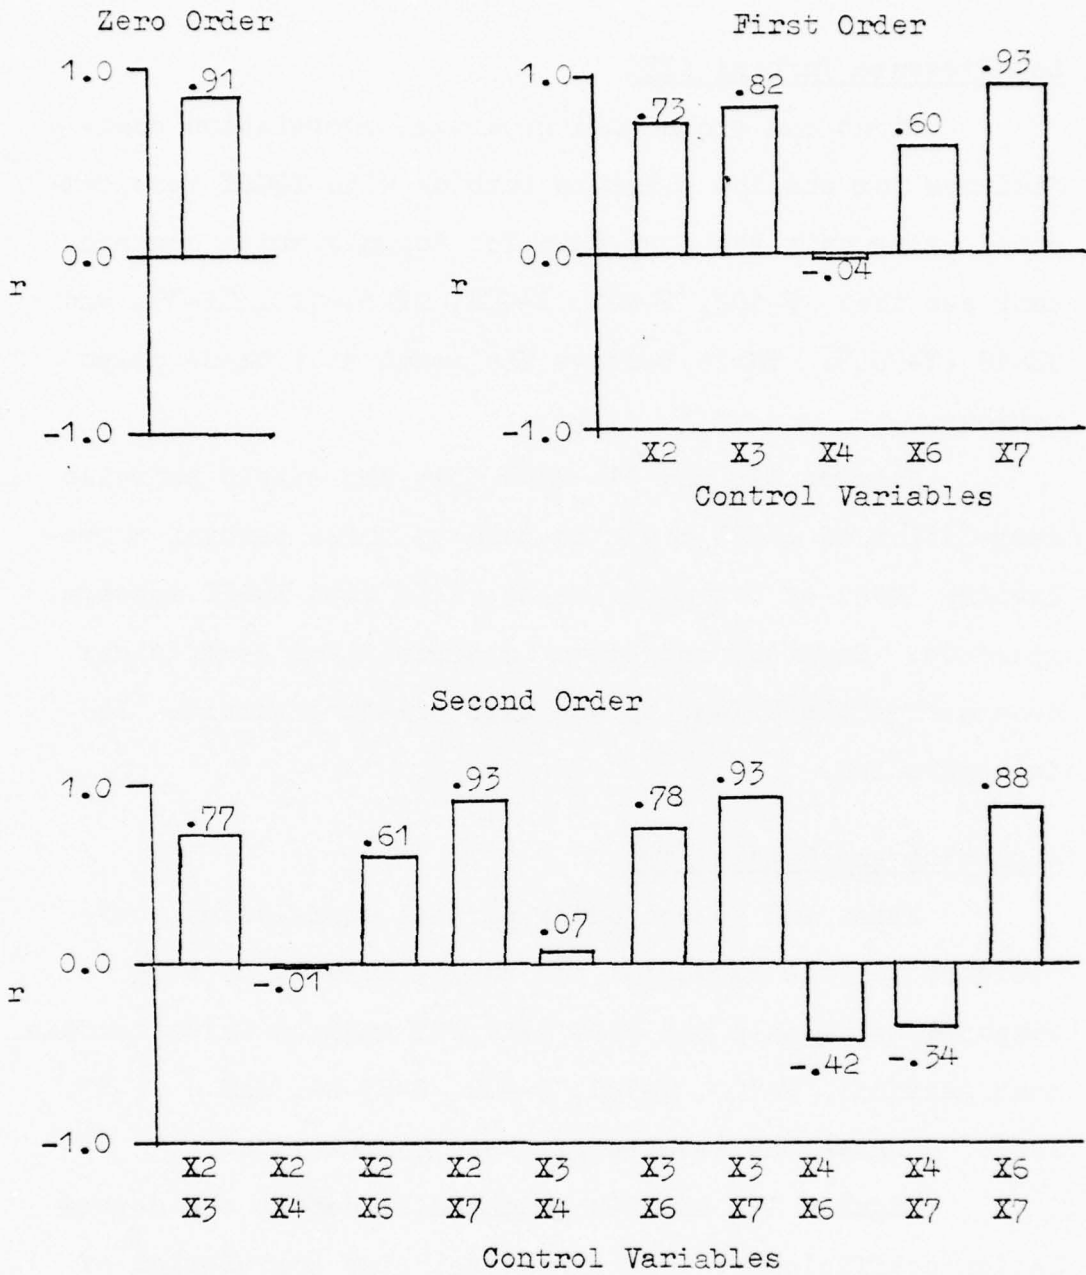 Zero Order
1.0
.91
0.0
r
-1.0
First Order
1.0
.73
.82
-.04
.60
.93
0.0
r
-1.0
X2 X3 X4 X6 X7
Control Variables
Second Order
1.0
.77
-.01
.61
.93
.07
.78
.93
-.42
-.34
.88
0.0
r
-1.0
X2 X2 X2 X2 X3 X3 X3 X4 X4 X6
X3 X4 X6 X7 X4 X6 X7 X6 X7 X7
Control Variables